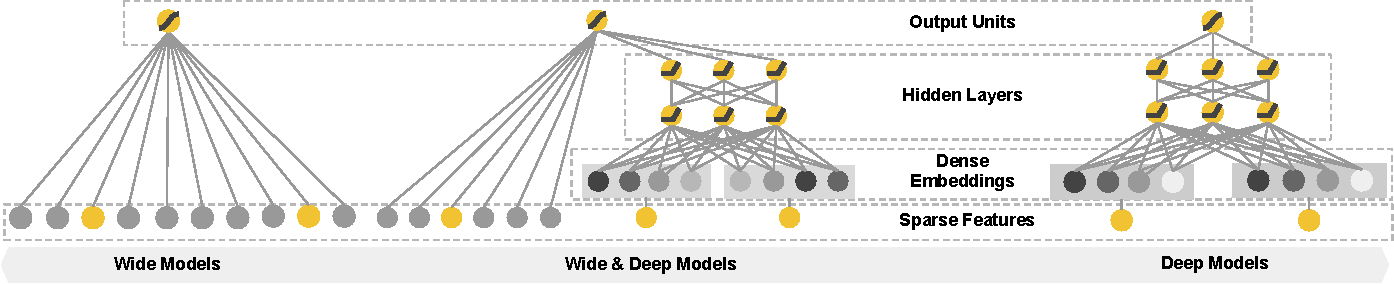 Output Units
Hidden Layers
Dense
Embeddings
Sparse Features
Wide Models
Wide & Deep Models
Deep Models